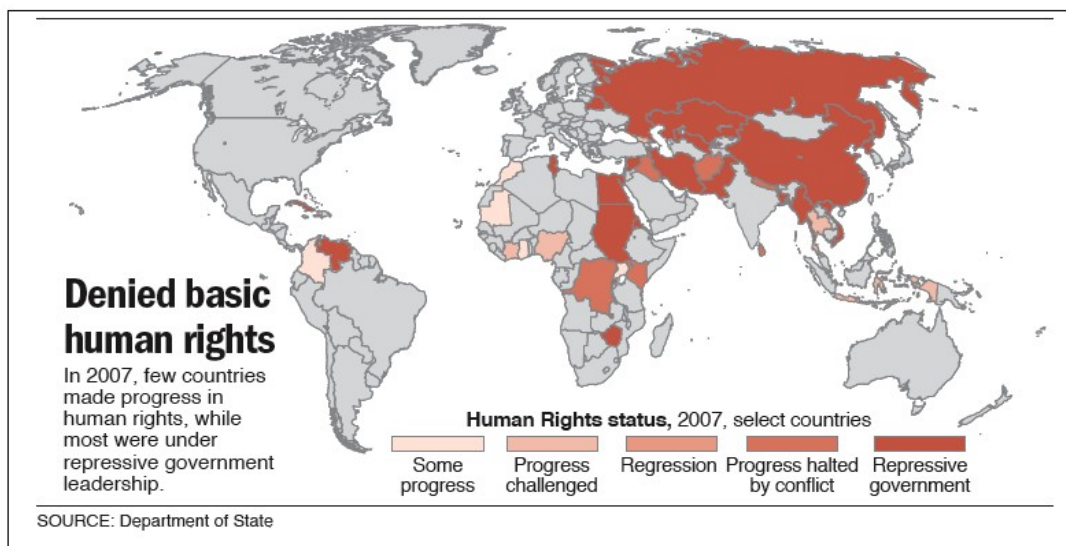 Denied basic
human rights
In 2007, few countries
made progress in
human rights, while
most were under
repressive government
leadership.
Human Rights status, 2007, select countries
Some
progress
Progress
challenged
Regression
Progress halted
by conflict
Repressive
government
SOURCE: Department of State